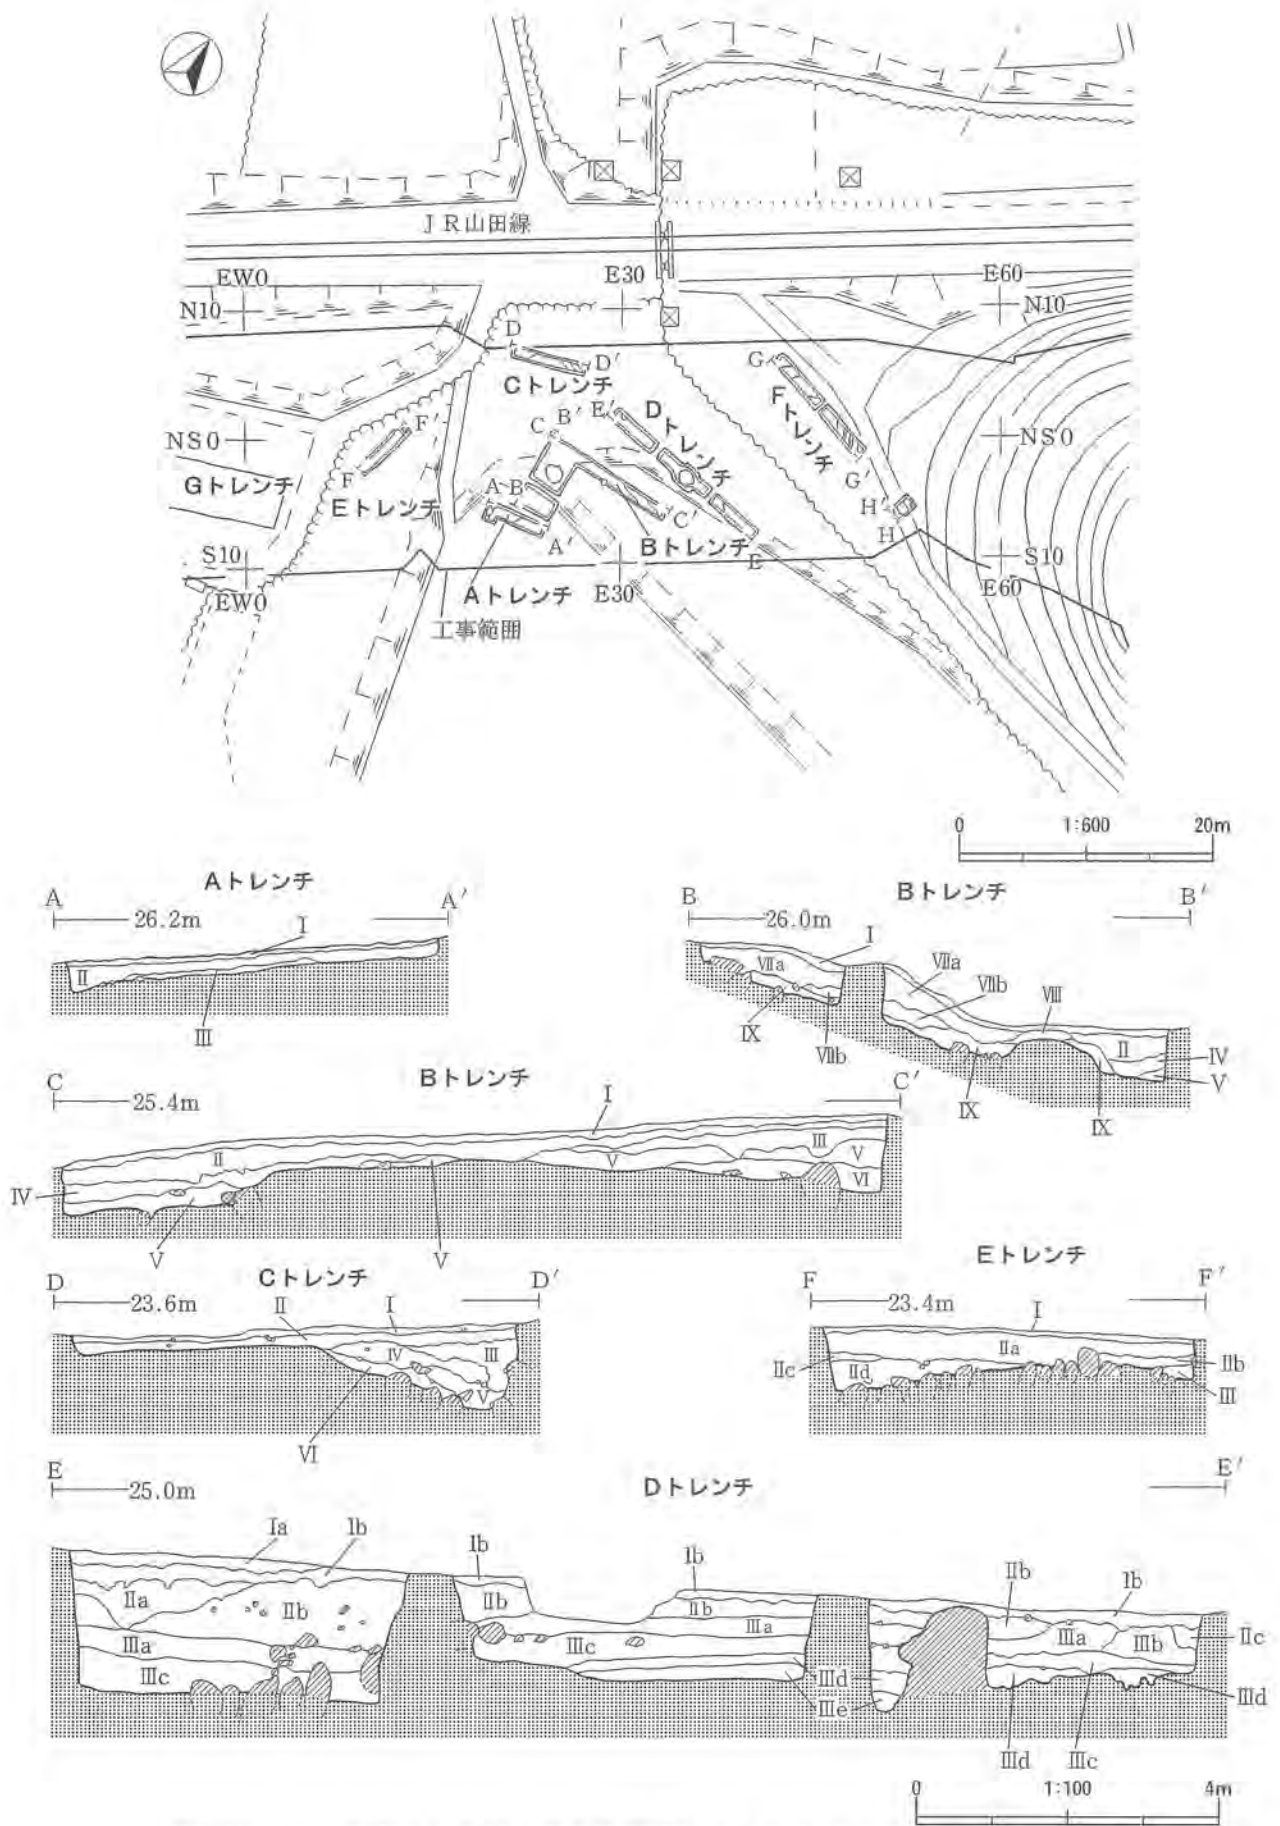 JR山田線
EW0
E30
E60
N10
N10
D
D′
Cトレンチ
G
Fトレンチ
G′
E′
Dトレンチ
B′
C
F′
NS0
NS0
F
Gトレンチ
Eトレンチ
A
B
C′
H′
H
A′
Bトレンチ
E
S10
S10
EW0
Aトレンチ
E30
E60
工事範囲
0
1:600
20m
Aトレンチ
A
26.2m
A′
I
II
III
Bトレンチ
B
26.0m
B′
I
VIIa
VIIa
VIIb
VIII
II
IV
V
IX
VIIb
IX
IX
Bトレンチ
C
25.4m
C′
I
II
III
V
V
VI
IV
V
V
Cトレンチ
D
23.6m
D′
II
I
IV
III
V
VI
Eトレンチ
F
23.4m
F′
I
IIa
IIc
IId
IIb
III
Dトレンチ
E
25.0m
E′
Ia
Ib
Ib
Ib
IIb
Ib
IIa
IIb
IIb
IIb
IIIa
IIIa
IIIb
IIc
IIIa
IIIc
IIIc
IIId
IIIe
IIId
IIId
IIIc
0
1:100
4m